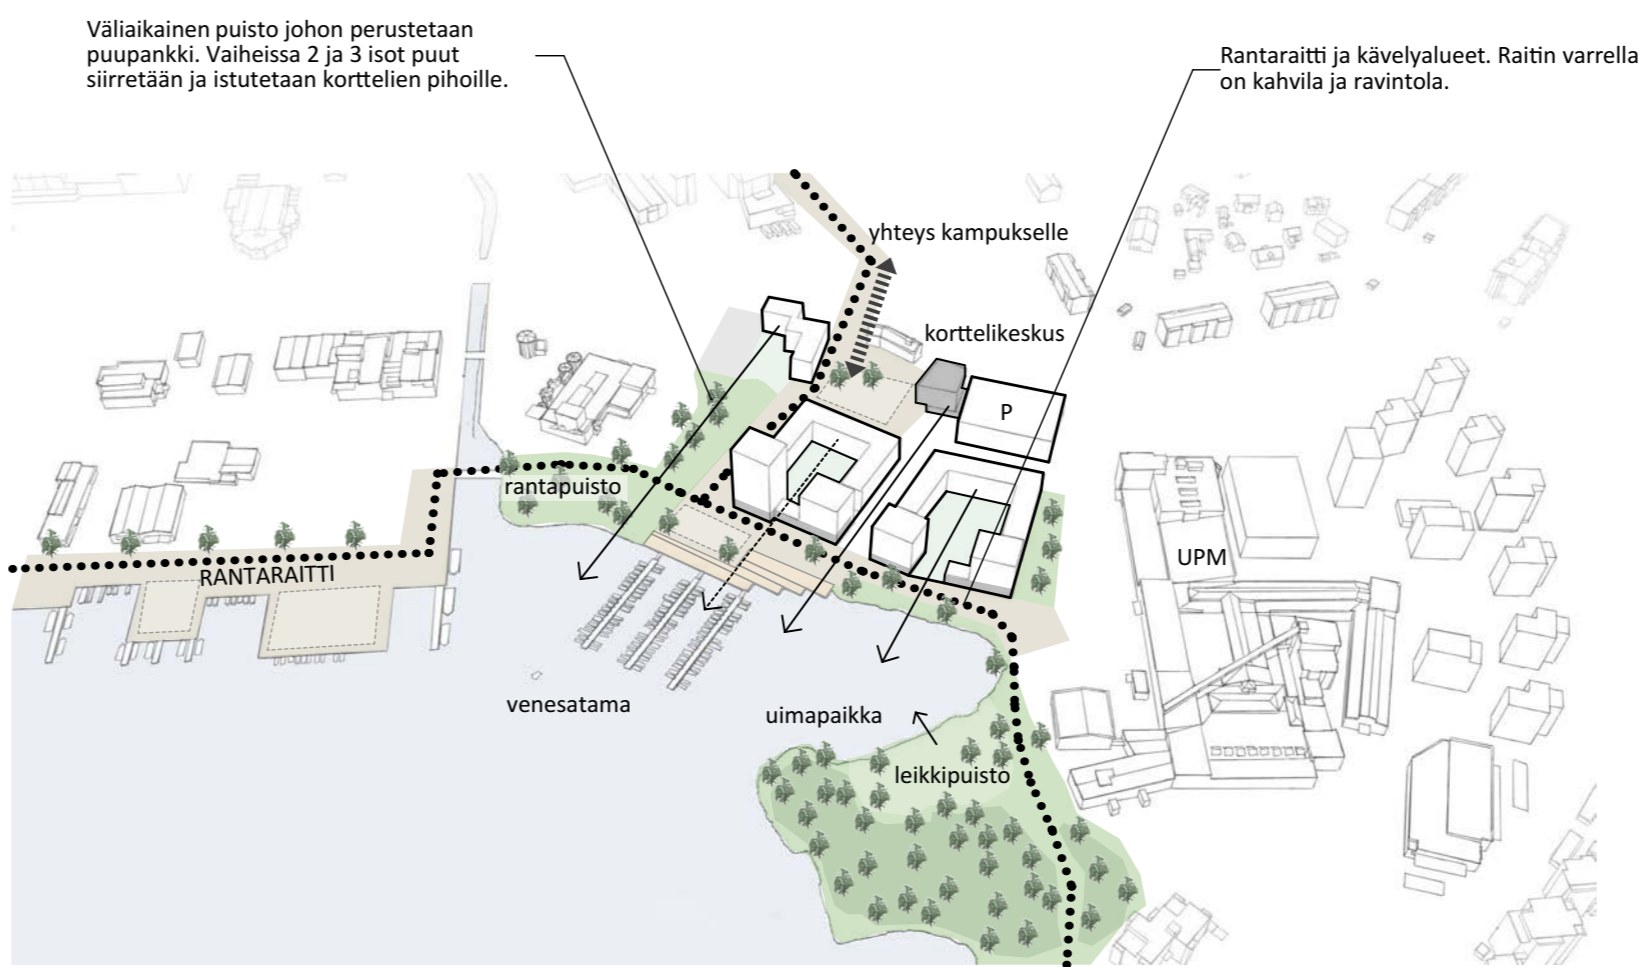 Väliaikainen puisto johon perustetaan
puupankki. Vaiheissa 2 ja 3 isot puut
siirretään ja istutetaan korttelien pihoille.
Rantaraitti ja kävelyalueet. Raitin varrella
on kahvila ja ravintola.
yhteys kampukselle
korttelikeskus
P
rantapuisto
UPM
RANTARAITTI
venesatama
uimapaikka
leikkipuisto